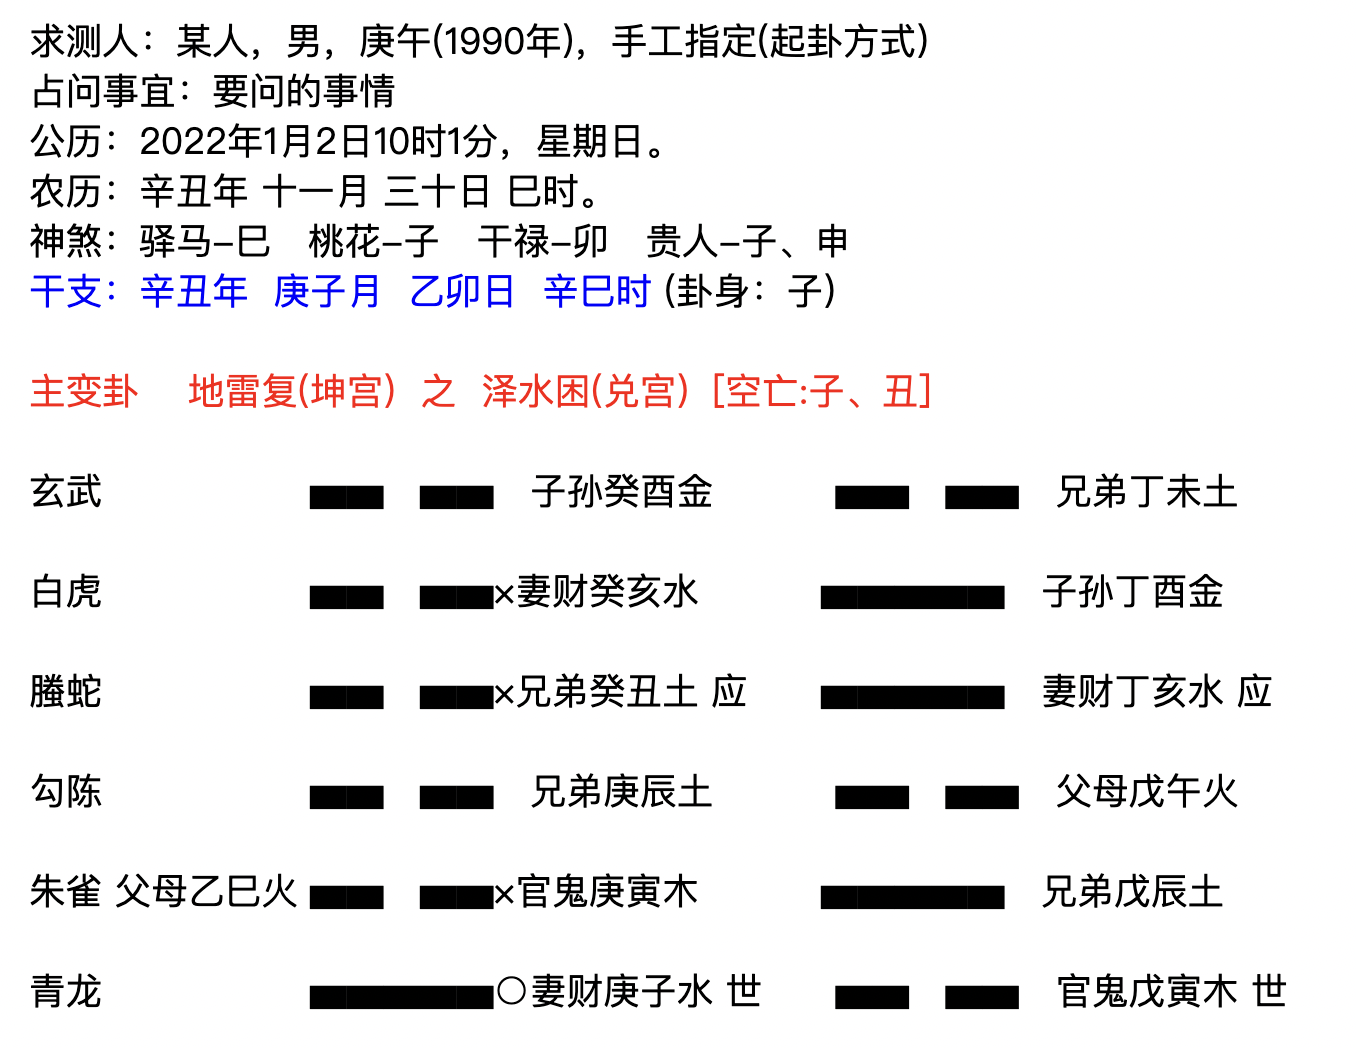 求测人：某人，男，庚午(1990年)，手工指定(起卦方式)
占问事宜：要问的事情
公历：2022年1月2日10时1分，星期日。
农历：辛丑年 十一月 三十日 巳时。
神煞：驿马–巳 桃花–子 干禄–卯 贵人–子、申
干支：辛丑年 庚子月 乙卯日 辛巳时 (卦身：子)
主变卦 地雷复(坤宫) 之 泽水困(兑宫) [空亡:子、丑]
玄武 子孙癸酉金 兄弟丁未土
白虎 ×妻财癸亥水 子孙丁酉金
螣蛇 ×兄弟癸丑土 应 妻财丁亥水 应
勾陈 兄弟庚辰土 父母戊午火
朱雀 父母乙巳火 ×官鬼庚寅木 兄弟戊辰土
青龙 ○妻财庚子水 世 官鬼戊寅木 世